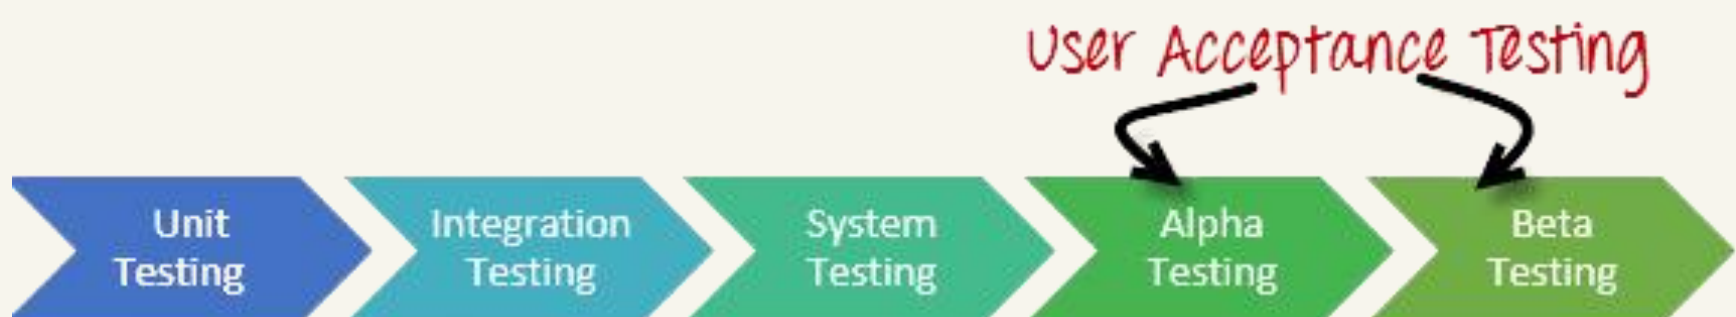 User Acceptance Testing
Unit
Testing
Integration
Testing
System
Testing
Alpha
Testing
Beta
Testing